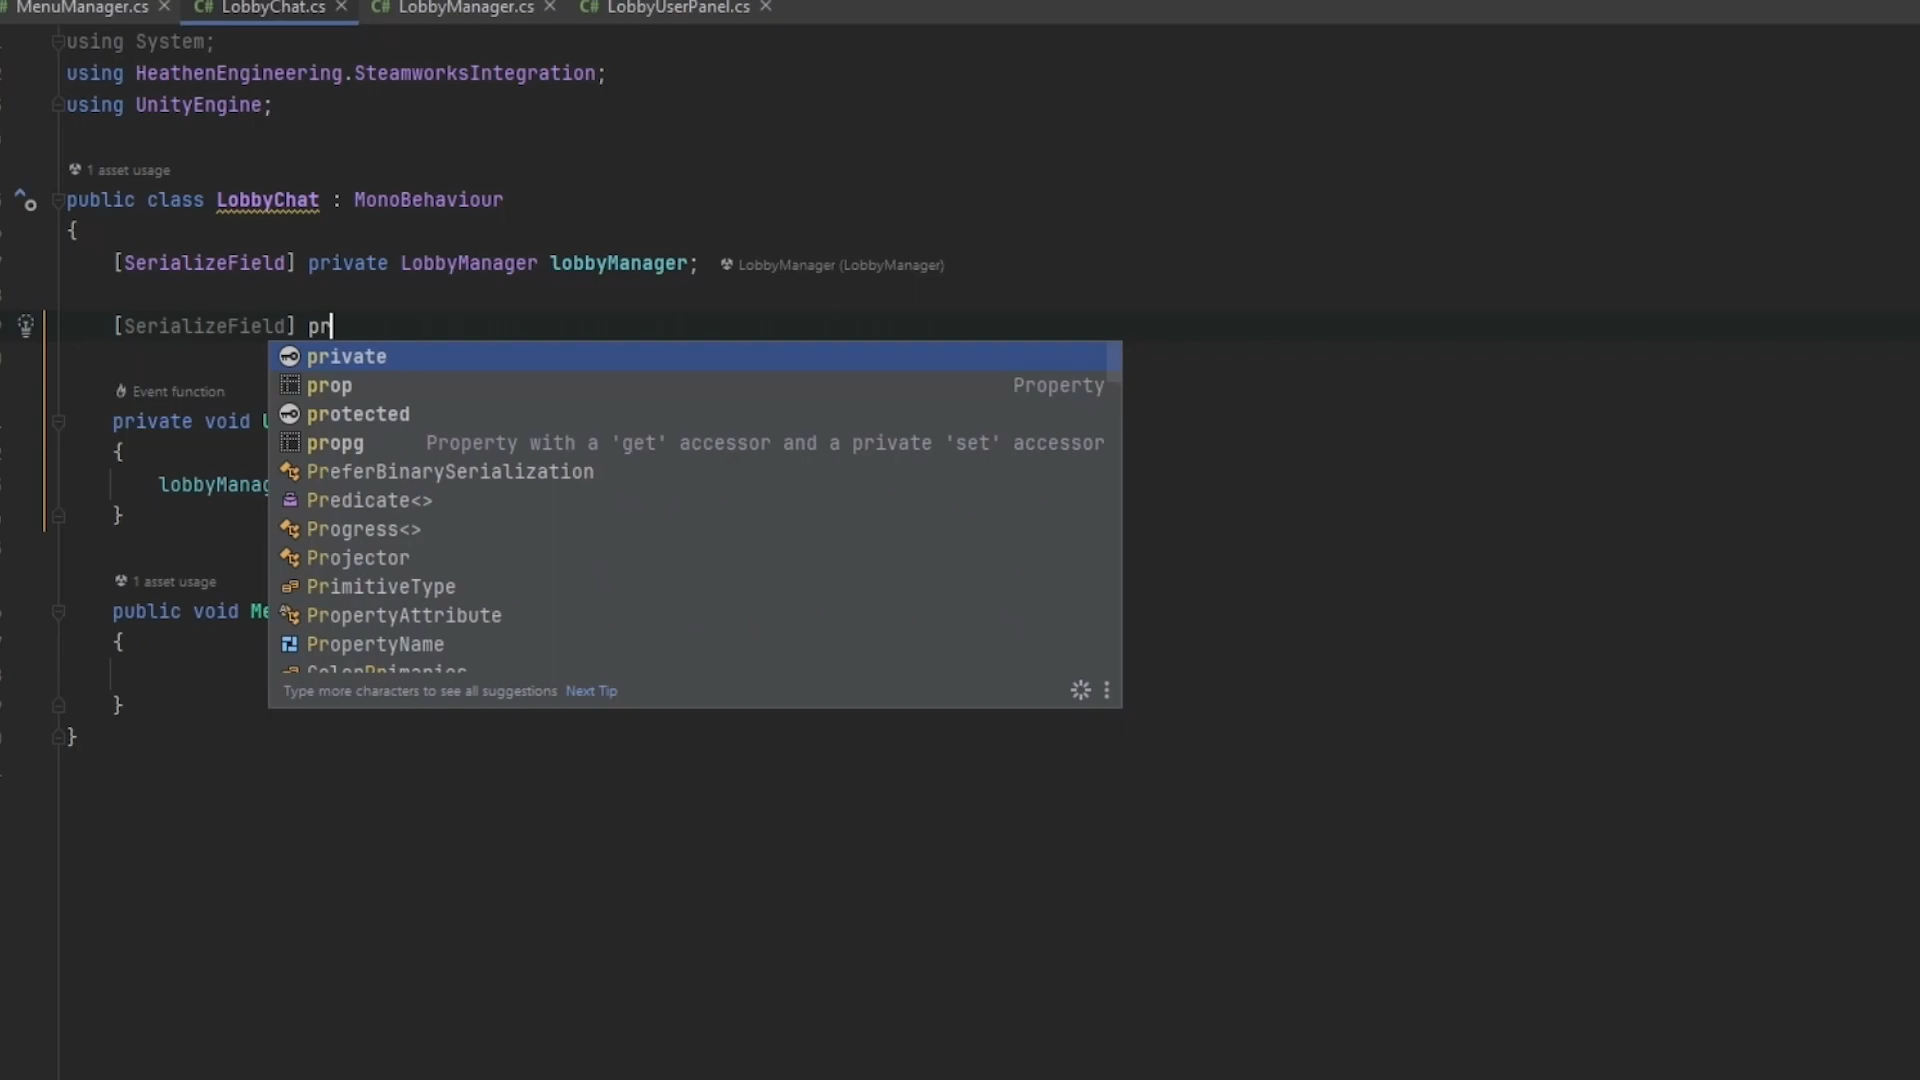 MenuManager.cs
C# LobbyChat.cs
C# LobbyManager.cs
C# LobbyUserPanel.cs
using System;
using HeathenEngineering.SteamworksIntegration;
using UnityEngine;
1 asset usage
public class LobbyChat : MonoBehaviour
{
[SerializeField] private LobbyManager lobbyManager; LobbyManager (LobbyManager)
[SerializeField] pr
private
prop Property
Event function
protected
private void
propg Property with a 'get' accessor and a private 'set' accessor
{
PreferBinarySerialization
lobbyManag
Predicate<>
}
Progress<>
Projector
1 asset usage
PrimitiveType
public void Me
PropertyAttribute
{
PropertyName
ColorPrimaries
Type more characters to see all suggestions Next Tip
}
}